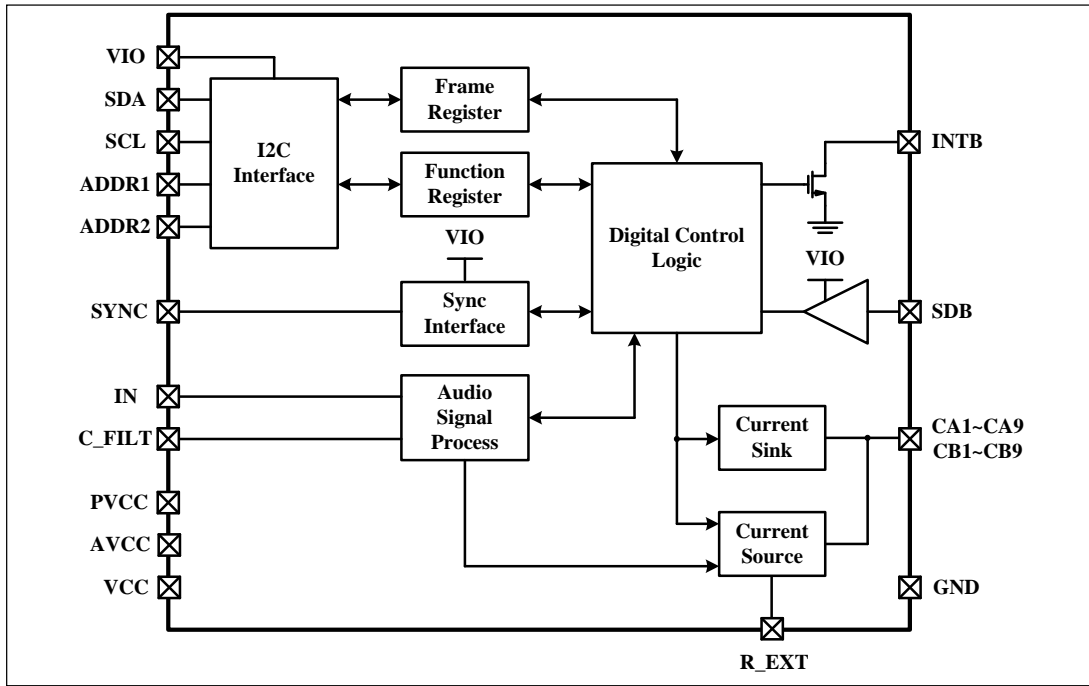 VIO
SDA
SCL
ADDR1
ADDR2
SYNC
IN
C_FILT
PVCC
AVCC
VCC
I2C
Interface
Frame
Register
Function
Register
VIO
Sync
Interface
Audio
Signal
Process
Digital Control
Logic
VIO
Current
Sink
Current
Source
INTB
SDB
CA1~CA9
CB1~CB9
GND
R_EXT